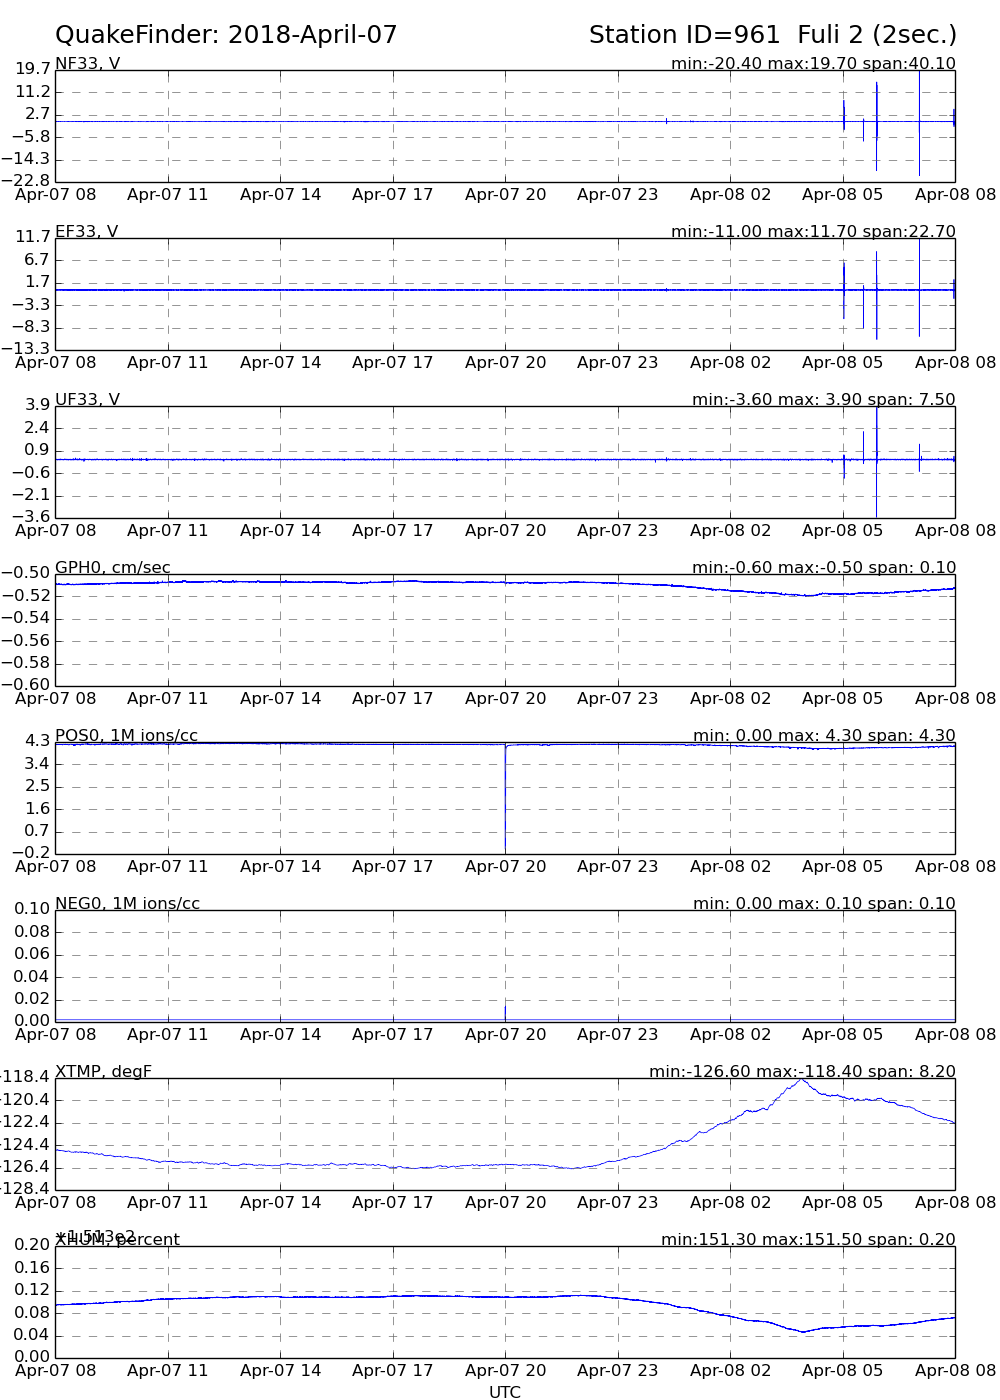 QuakeFinder: 2018-April-07 Station ID=961 Fuli 2 (2sec.)
NF33, V min:-20.40 max:19.70 span:40.10
19.7
11.2
2.7
−5.8
−14.3
−22.8
Apr-07 08 Apr-07 11 Apr-07 14 Apr-07 17 Apr-07 20 Apr-07 23 Apr-08 02 Apr-08 05 Apr-08 08
EF33, V min:-11.00 max:11.70 span:22.70
11.7
6.7
1.7
−3.3
−8.3
−13.3
Apr-07 08 Apr-07 11 Apr-07 14 Apr-07 17 Apr-07 20 Apr-07 23 Apr-08 02 Apr-08 05 Apr-08 08
UF33, V min:-3.60 max: 3.90 span: 7.50
3.9
2.4
0.9
−0.6
−2.1
−3.6
Apr-07 08 Apr-07 11 Apr-07 14 Apr-07 17 Apr-07 20 Apr-07 23 Apr-08 02 Apr-08 05 Apr-08 08
GPH0, cm/sec min:-0.60 max:-0.50 span: 0.10
−0.50
−0.52
−0.54
−0.56
−0.58
−0.60
Apr-07 08 Apr-07 11 Apr-07 14 Apr-07 17 Apr-07 20 Apr-07 23 Apr-08 02 Apr-08 05 Apr-08 08
POS0, 1M ions/cc min: 0.00 max: 4.30 span: 4.30
4.3
3.4
2.5
1.6
0.7
−0.2
Apr-07 08 Apr-07 11 Apr-07 14 Apr-07 17 Apr-07 20 Apr-07 23 Apr-08 02 Apr-08 05 Apr-08 08
NEG0, 1M ions/cc min: 0.00 max: 0.10 span: 0.10
0.10
0.08
0.06
0.04
0.02
0.00
Apr-07 08 Apr-07 11 Apr-07 14 Apr-07 17 Apr-07 20 Apr-07 23 Apr-08 02 Apr-08 05 Apr-08 08
XTMP, degF min:-126.60 max:-118.40 span: 8.20
-118.4
-120.4
-122.4
-124.4
-126.4
-128.4
Apr-07 08 Apr-07 11 Apr-07 14 Apr-07 17 Apr-07 20 Apr-07 23 Apr-08 02 Apr-08 05 Apr-08 08
+1.513e2
XHUM, percent min:151.30 max:151.50 span: 0.20
0.20
0.16
0.12
0.08
0.04
0.00
Apr-07 08 Apr-07 11 Apr-07 14 Apr-07 17 Apr-07 20 Apr-07 23 Apr-08 02 Apr-08 05 Apr-08 08
UTC